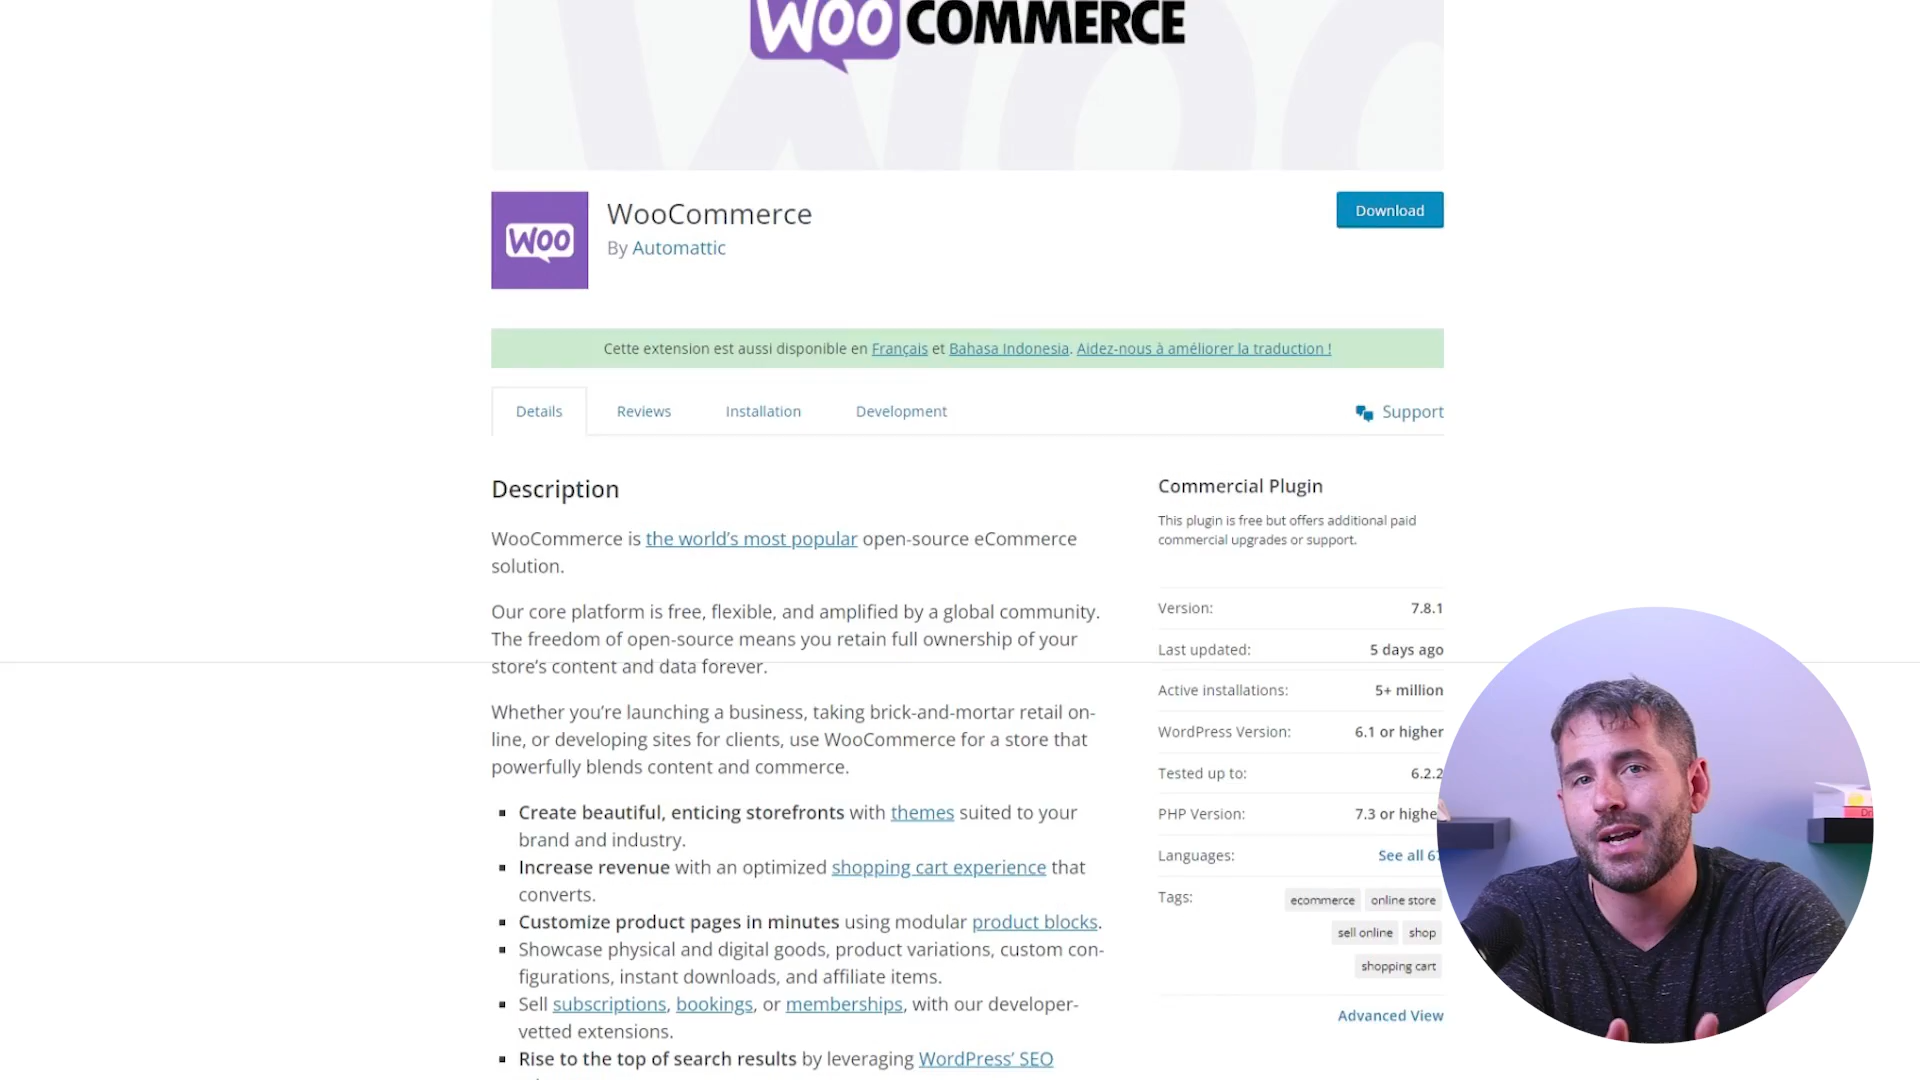 WOO COMMERCE
WOO
WooCommerce
By Automattic
Download
Cette extension est aussi disponible en Français et Bahasa Indonesia. Aidez-nous à améliorer la traduction !
Details
Reviews
Installation
Development
Support
Description
WooCommerce is the world's most popular open-source eCommerce
solution.
Our core platform is free, flexible, and amplified by a global community.
The freedom of open-source means you retain full ownership of your
store's content and data forever.
Whether you're launching a business, taking brick-and-mortar retail on-
line, or developing sites for clients, use WooCommerce for a store that
powerfully blends content and commerce.
Create beautiful, enticing storefronts with themes suited to your
brand and industry.
Increase revenue with an optimized shopping cart experience that
converts.
Customize product pages in minutes using modular product blocks.
Showcase physical and digital goods, product variations, custom con-
figurations, instant downloads, and affiliate items.
Sell subscriptions, bookings, or memberships, with our developer-
vetted extensions.
Rise to the top of search results by leveraging WordPress' SEO
Commercial Plugin
This plugin is free but offers additional paid
commercial upgrades or support.
Version: 7.8.1
Last updated: 5 days ago
Active installations: 5+ million
WordPress Version: 6.1 or higher
Tested up to: 6.2.2
PHP Version: 7.3 or highe
Languages: See all 6
Tags: ecommerce online store
sell online shop
shopping cart
Advanced View